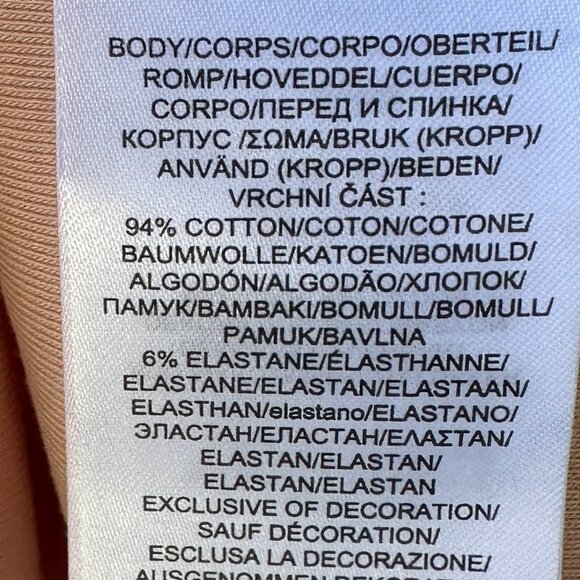 BODY/CORPS/CORPO/OBERTEIL/
ROMP/HOVEDDEL/CUERPO/
CORPO/ПЕРЕД И СПИНКА/
КОРПУС /ΣΩΜΑ/BRUK (KROPP)/
ANVÄND (KROPP)/BEDEN/
VRCHNÍ ČÁST :
94% COTTON/COTON/COTONE/
BAUMWOLLE/KATOEN/BOMULD/
ALGODÓN/ALGODÃO/ХЛОПОК/
ПАМУК/BAMBAKI/BOMULL/BOMULL/
PAMUK/BAVLNA
6% ELASTANE/ÉLASTHANNE/
ELASTANE/ELASTAN/ELASTAAN/
ELASTHAN/elastano/ELASTANO/
ЭЛАСТАН/ЕЛАСТАН/ΕΛΑΣΤΑΝ/
ELASTAN/ELASTAN/
ELASTAN/ELASTAN
EXCLUSIVE OF DECORATION/
SAUF DÉCORATION/
ESCLUSA LA DECORAZIONE/
AUSGENOMMEN